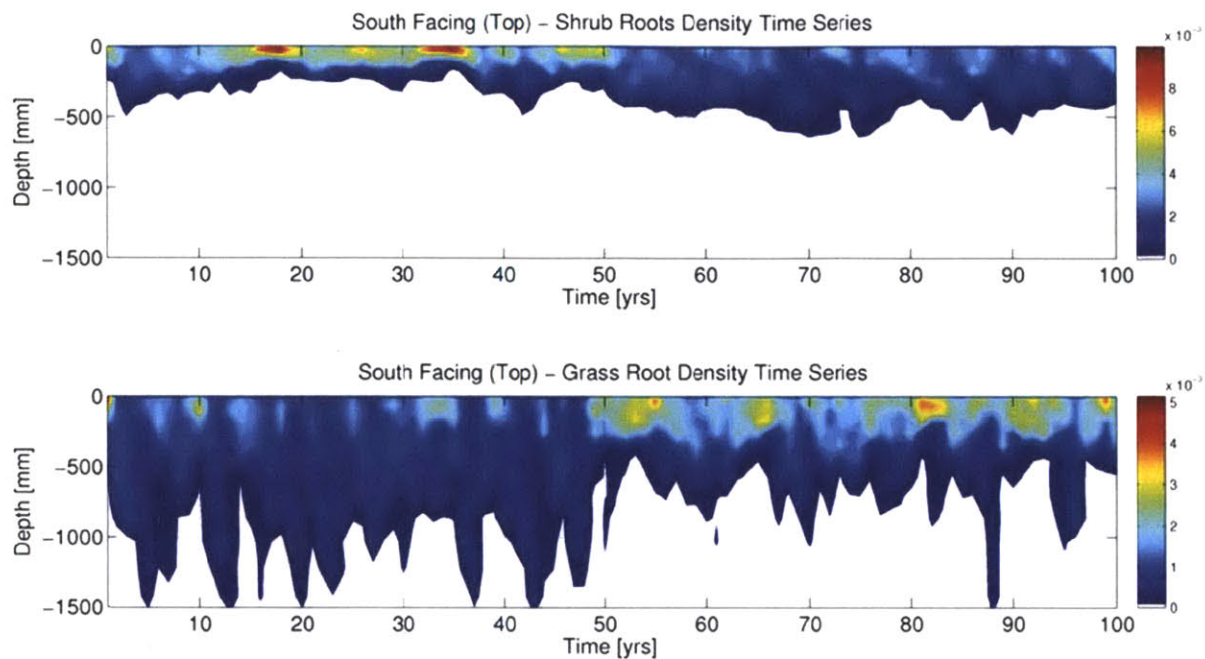 South Facing (Top) – Shrub Roots Density Time Series
x 10
0
−500
−1000
−1500
Depth [mm]
10 20 30 40 50 60 70 80 90 100
Time [yrs]
8
6
4
2
0
South Facing (Top) – Grass Root Density Time Series
x 10
0
−500
−1000
−1500
Depth [mm]
10 20 30 40 50 60 70 80 90 100
Time [yrs]
5
4
3
2
1
0